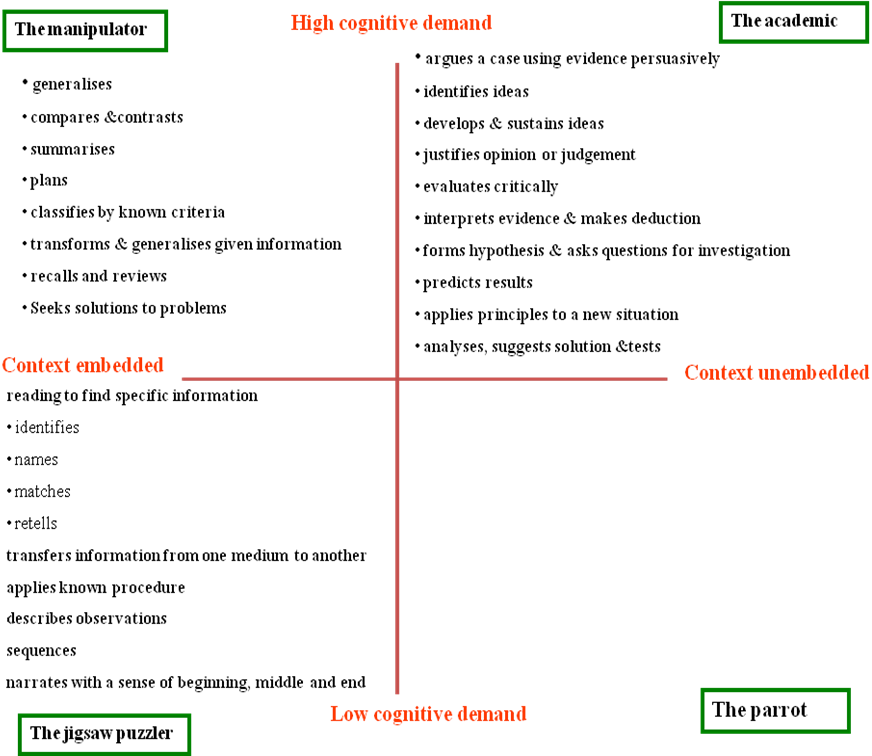 The manipulator
High cognitive demand
The academic
• generalises
• compares &contrasts
• summarises
• plans
• classifies by known criteria
• transforms & generalises given information
• recalls and reviews
• Seeks solutions to problems
• argues a case using evidence persuasively
• identifies ideas
• develops & sustains ideas
• justifies opinion or judgement
• evaluates critically
• interprets evidence & makes deduction
• forms hypothesis & asks questions for investigation
• predicts results
• applies principles to a new situation
• analyses, suggests solution &tests
Context embedded
Context unembedded
reading to find specific information
• identifies
• names
• matches
• retells
transfers information from one medium to another
applies known procedure
describes observations
sequences
narrates with a sense of beginning, middle and end
The jigsaw puzzler
Low cognitive demand
The parrot